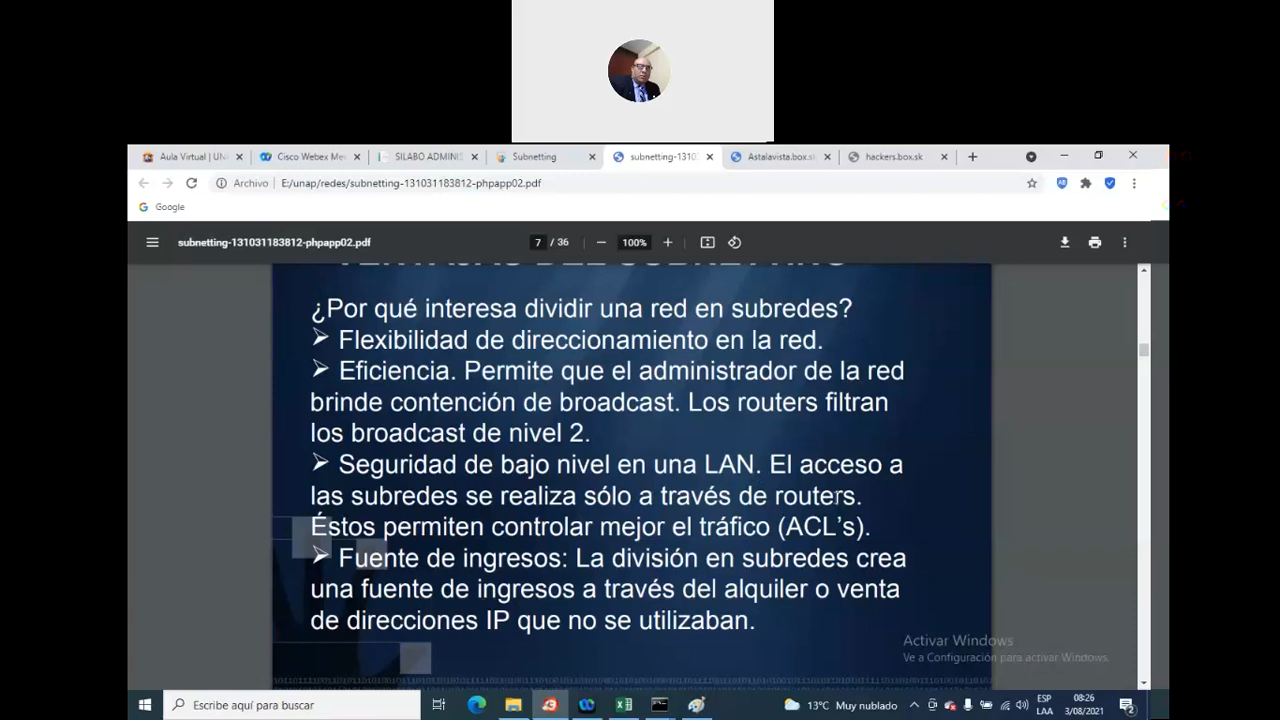 Aula Virtual | UN
Cisco Webex Me
SILABO ADMINIS
Subnetting
subnetting-1310
Astalavista.box.s
hackers.box.sk
Archivo
E:/unap/redes/subnetting-131031183812-phpapp02.pdf
Google
subnetting-131031183812-phpapp02.pdf
7 / 36
100%
VENTAJAS DEL SUBNETTING
¿Por qué interesa dividir una red en subredes?
Flexibilidad de direccionamiento en la red.
Eficiencia. Permite que el administrador de la red
brinde contención de broadcast. Los routers filtran
los broadcast de nivel 2.
Seguridad de bajo nivel en una LAN. El acceso a
las subredes se realiza sólo a través de routers.
Éstos permiten controlar mejor el tráfico (ACL's).
Fuente de ingresos: La división en subredes crea
una fuente de ingresos a través del alquiler o venta
de direcciones IP que no se utilizaban.
Activar Windows
Ve a Configuración para activar Windows.
Escribe aquí para buscar
13°C Muy nublado
ESP
LAA
08:26
3/08/2021
2